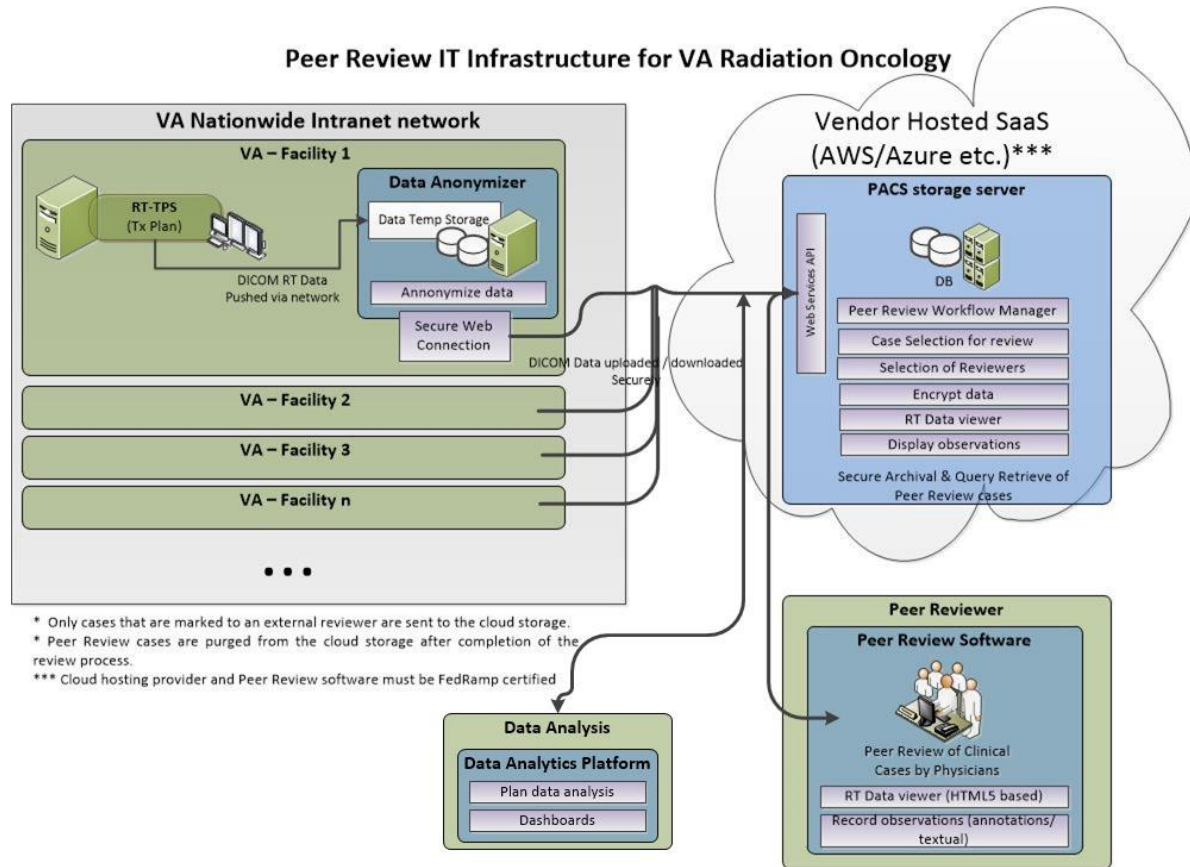 Peer Review IT Infrastructure for VA Radiation Oncology
VA Nationwide Intranet network
VA – Facility 1
RT-TPS
(Tx Plan)
DICOM RT Data
Pushed via network
Data Anonymizer
Data Temp Storage
Annonymize data
Secure Web
Connection
DICOM Data uploaded / downloaded
Securely
VA – Facility 2
VA – Facility 3
VA – Facility n
...
* Only cases that are marked to an external reviewer are sent to the cloud storage.
* Peer Review cases are purged from the cloud storage after completion of the
review process.
*** Cloud hosting provider and Peer Review software must be FedRamp certified
Vendor Hosted SaaS
(AWS/Azure etc.)***
PACS storage server
Web Services API
DB
Peer Review Workflow Manager
Case Selection for review
Selection of Reviewers
Encrypt data
RT Data viewer
Display observations
Secure Archival & Query Retrieve of
Peer Review cases
Data Analysis
Data Analytics Platform
Plan data analysis
Dashboards
Peer Reviewer
Peer Review Software
Peer Review of Clinical
Cases by Physicians
RT Data viewer (HTML5 based)
Record observations (annotations/
textual)